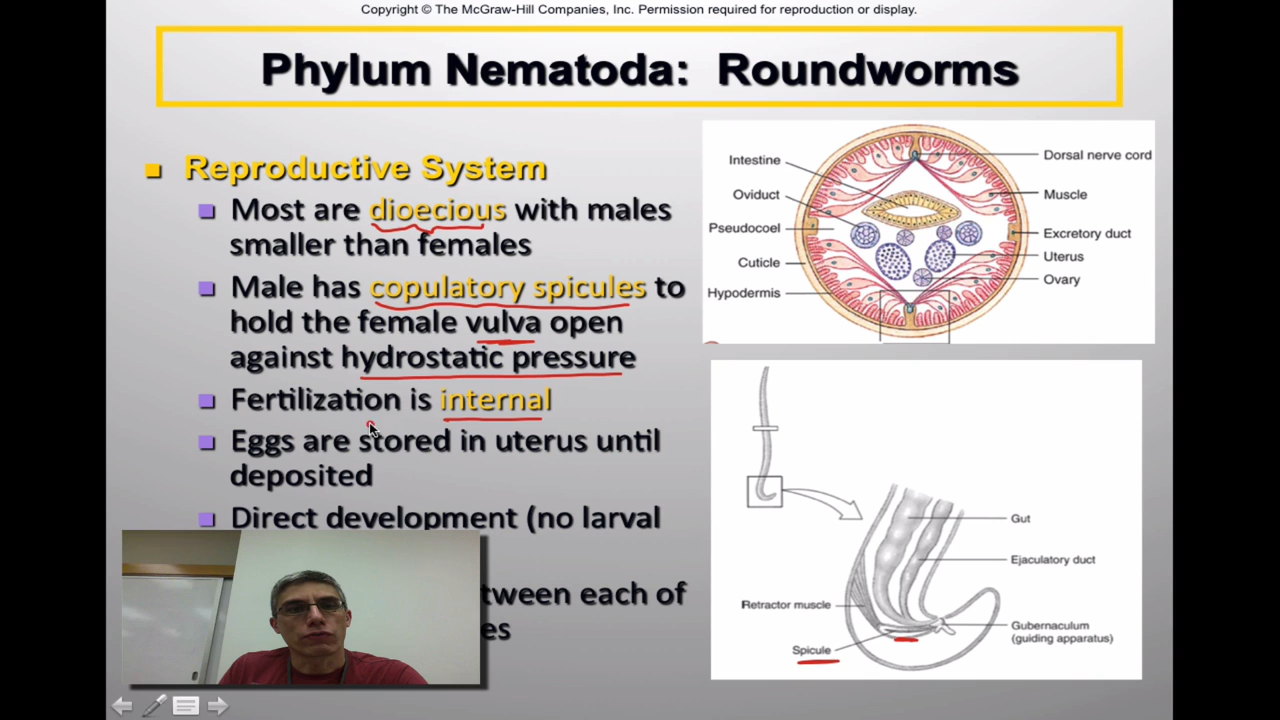 Copyright © The McGraw-Hill Companies, Inc. Permission required for reproduction or display.
Phylum Nematoda: Roundworms
Reproductive System
Most are dioecious with males
smaller than females
Male has copulatory spicules to
hold the female vulva open
against hydrostatic pressure
Fertilization is internal
Eggs are stored in uterus until
deposited
Direct development (no larval
tween each of
es
Intestine
Oviduct
Pseudocoel
Cuticle
Hypodermis
Dorsal nerve cord
Muscle
Excretory duct
Uterus
Ovary
Gut
Ejaculatory duct
Retractor muscle
Gubernaculum
(guiding apparatus)
Spicule